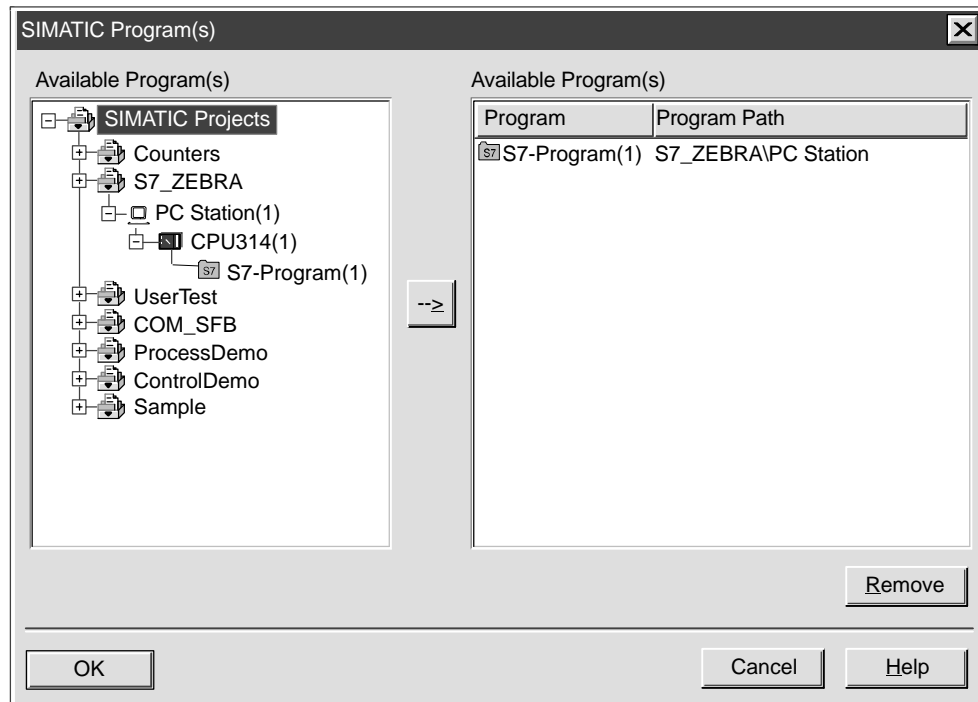 SIMATIC Program(s)
Available Program(s)
SIMATIC Projects
Counters
S7_ZEBRA
PC Station(1)
CPU314(1)
S7 S7-Program(1)
UserTest
COM_SFB
ProcessDemo
ControlDemo
Sample
-->
Available Program(s)
Program Program Path
S7 S7-Program(1) S7_ZEBRA\PC Station
Remove
OK Cancel Help